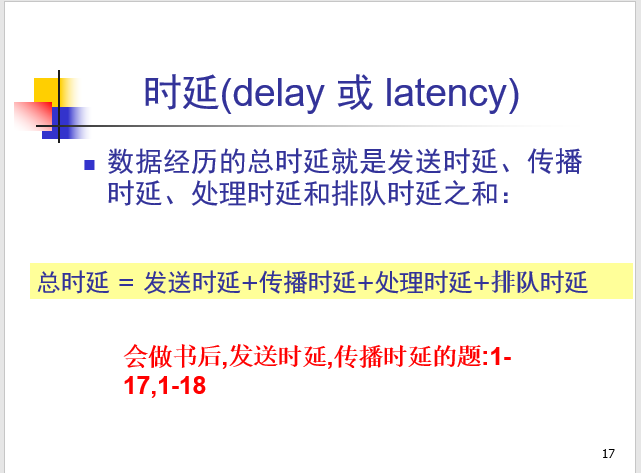 时延(delay 或 latency)
数据经历的总时延就是发送时延、传播
时延、处理时延和排队时延之和：
总时延 = 发送时延+传播时延+处理时延+排队时延
会做书后,发送时延,传播时延的题:1-
17,1-18
17